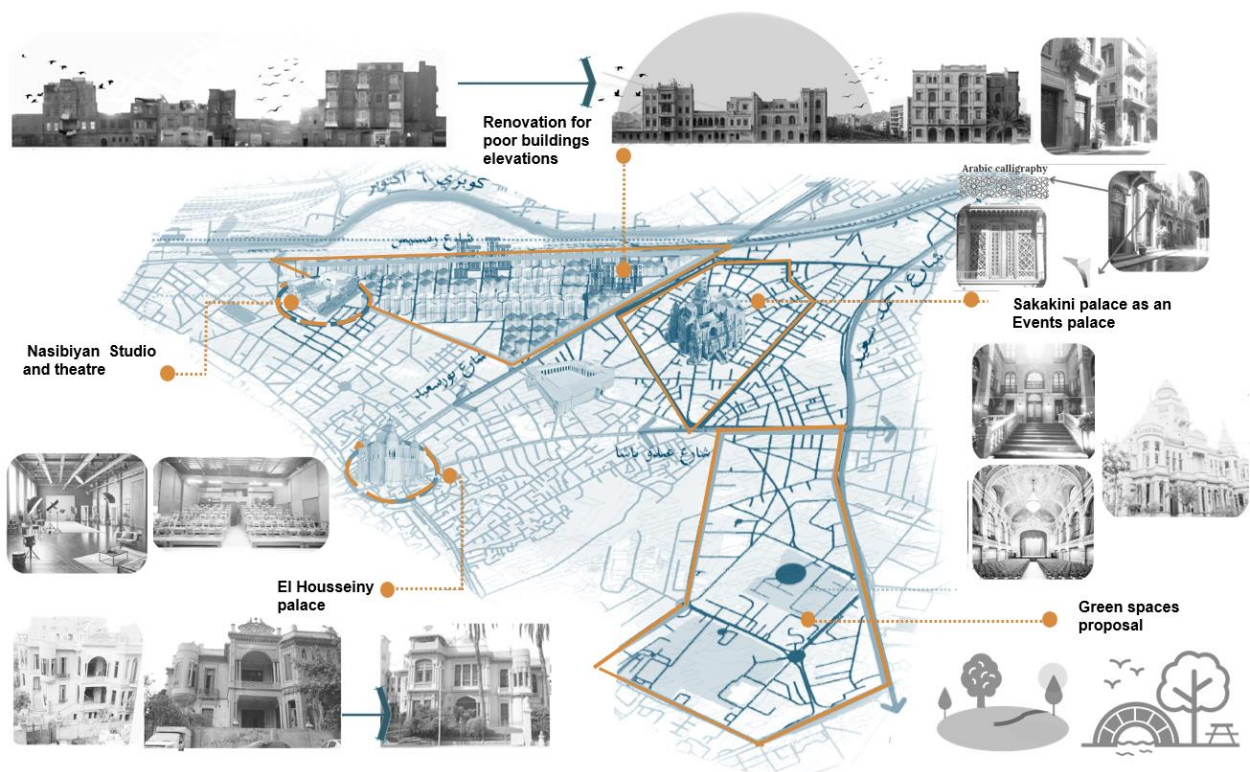 Renovation for
poor buildings
elevations
Arabic calligraphy
كوبري ٦ اكتوبر
شارع رمسيس
Sakakini palace as an
Events palace
Nasibiyan Studio
and theatre
شارع بورسعيد
شارع عبده باشا
El Housseiny
palace
Green spaces
proposal